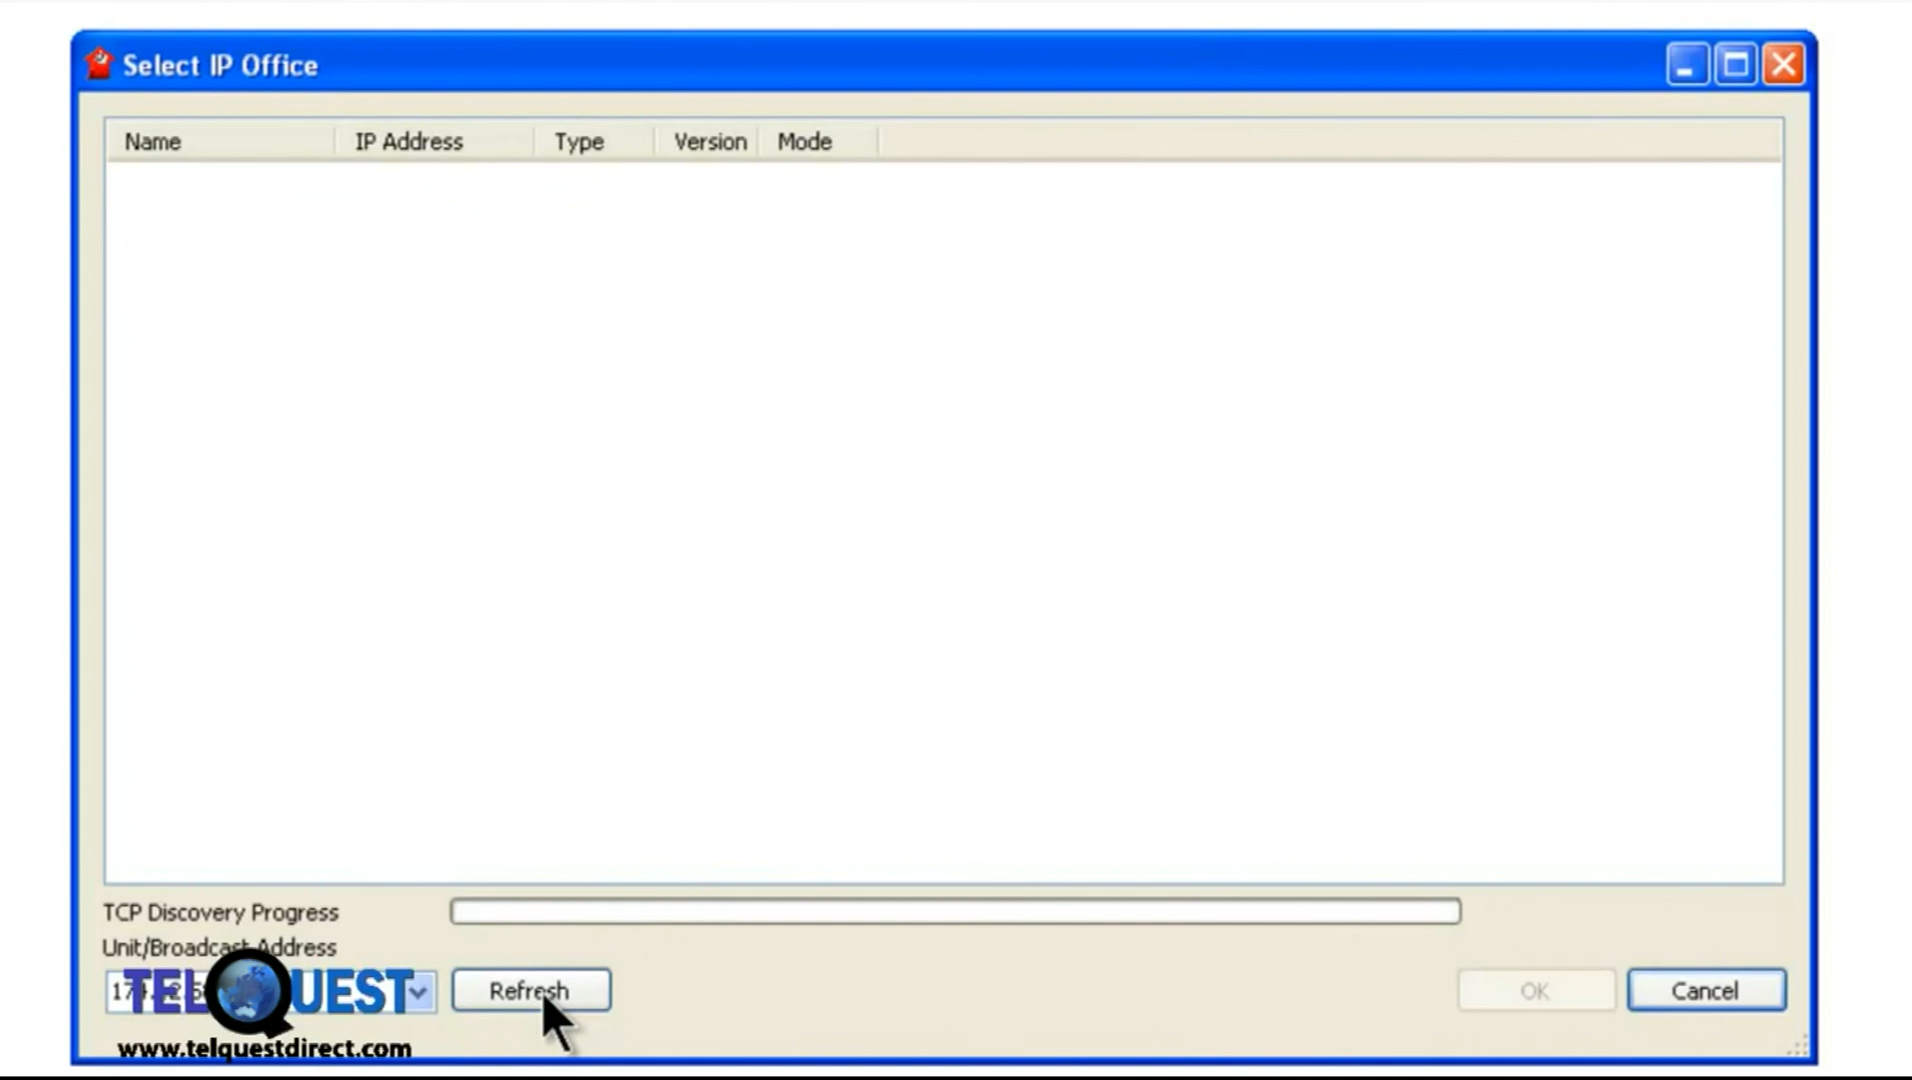 Select IP Office
Name IP Address Type Version Mode
TCP Discovery Progress
Unit/Broadcast Address
TELQUEST
Refresh
OK
Cancel
www.telquestdirect.com